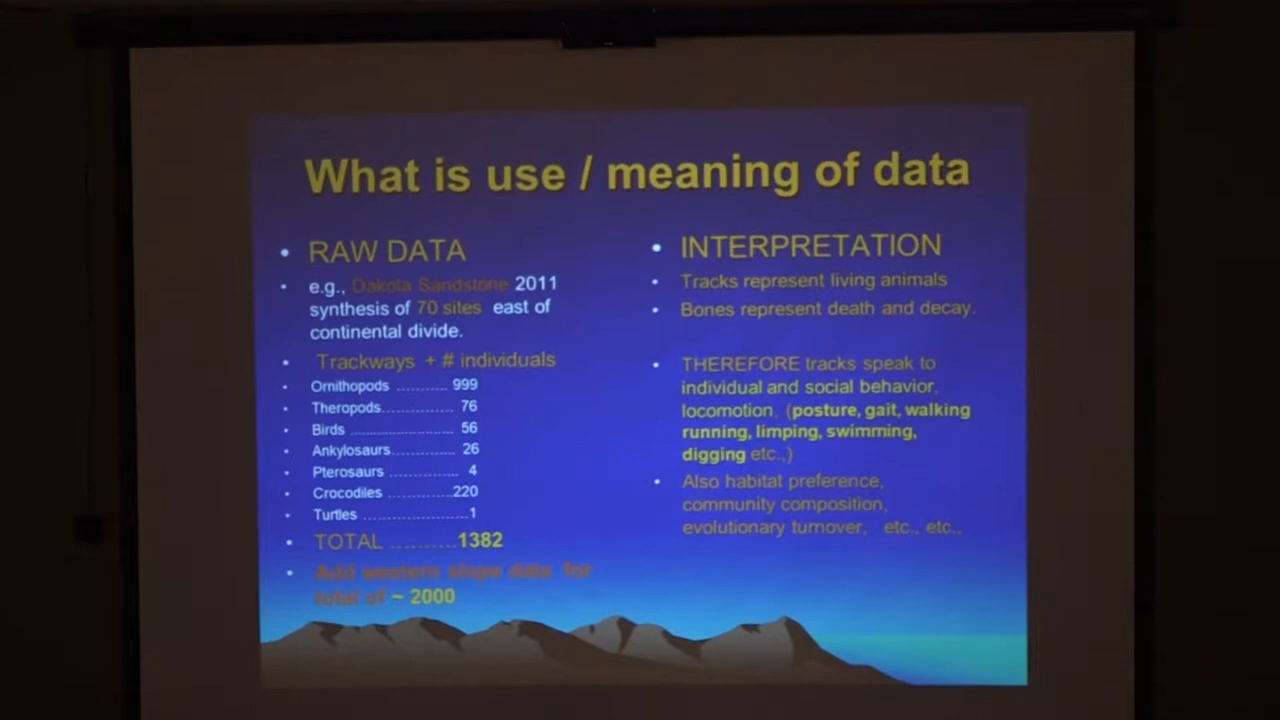 What is use / meaning of data
• RAW DATA
• e.g., Dakota Sandstone 2011
synthesis of 70 sites east of
continental divide.
• Trackways + # individuals
• Ornithopods ........... 999
• Theropods............... 76
• Birds ...................... 56
• Ankylosaurs............. 26
• Pterosaurs .............. 4
• Crocodiles .............220
• Turtles .....................1
• TOTAL ..........1382
• Add western slope data for
total of ~ 2000
• INTERPRETATION
• Tracks represent living animals
• Bones represent death and decay.
• THEREFORE tracks speak to
individual and social behavior,
locomotion, (posture, gait, walking
running, limping, swimming,
digging etc.,)
• Also habitat preference,
community composition,
evolutionary turnover, etc., etc.,